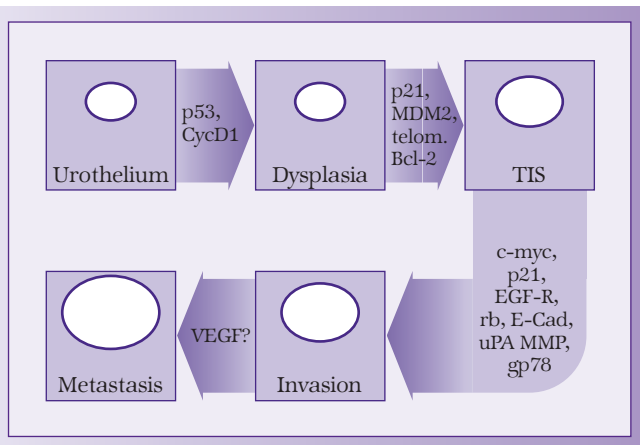 p53,
CycD1
Urothelium
p21,
MDM2,
telom.
Bcl-2
Dysplasia
TIS
c-myc,
p21,
EGF-R,
rb, E-Cad,
uPA MMP,
gp78
Invasion
VEGF?
Metastasis